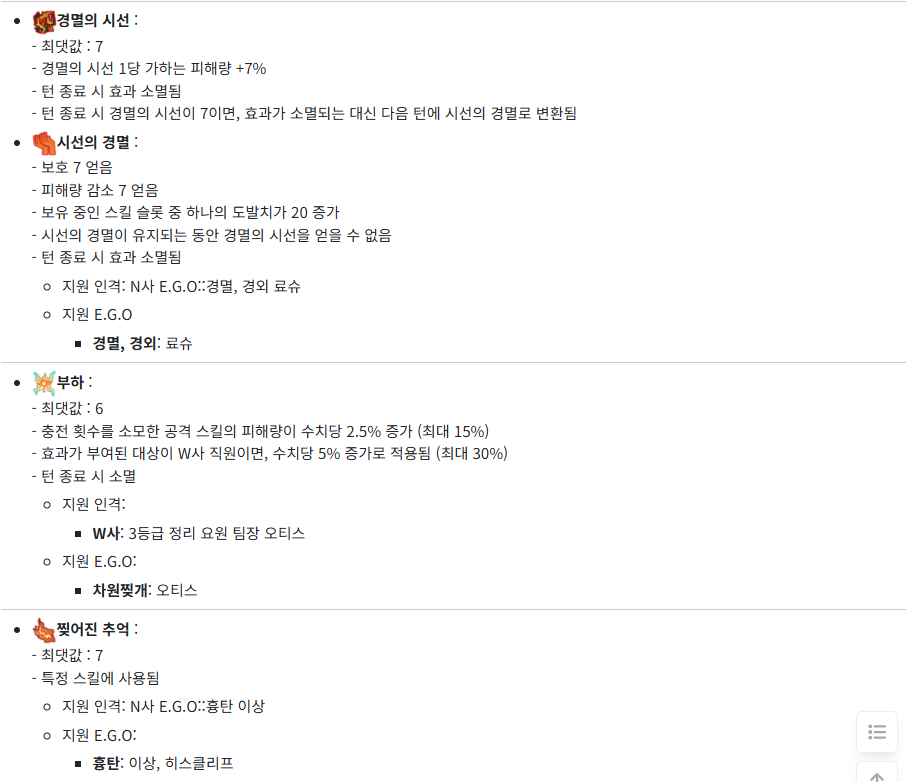 경멸의 시선 :
- 최댓값 : 7
- 경멸의 시선 1당 가하는 피해량 +7%
- 턴 종료 시 효과 소멸됨
- 턴 종료 시 경멸의 시선이 7이면, 효과가 소멸되는 대신 다음 턴에 시선의 경멸로 변환됨
시선의 경멸 :
- 보호 7 얻음
- 피해량 감소 7 얻음
- 보유 중인 스킬 슬롯 중 하나의 도발치가 20 증가
- 시선의 경멸이 유지되는 동안 경멸의 시선을 얻을 수 없음
- 턴 종료 시 효과 소멸됨
지원 인격: N사 E.G.O::경멸, 경외 료슈
지원 E.G.O
경멸, 경외: 료슈
부하 :
- 최댓값 : 6
- 충전 횟수를 소모한 공격 스킬의 피해량이 수치당 2.5% 증가 (최대 15%)
- 효과가 부여된 대상이 W사 직원이면, 수치당 5% 증가로 적용됨 (최대 30%)
- 턴 종료 시 소멸
지원 인격:
W사: 3등급 정리 요원 팀장 오티스
지원 E.G.O:
차원찢개: 오티스
찢어진 추억 :
- 최댓값 : 7
- 특정 스킬에 사용됨
지원 인격: N사 E.G.O::흉탄 이상
지원 E.G.O:
흉탄: 이상, 히스클리프